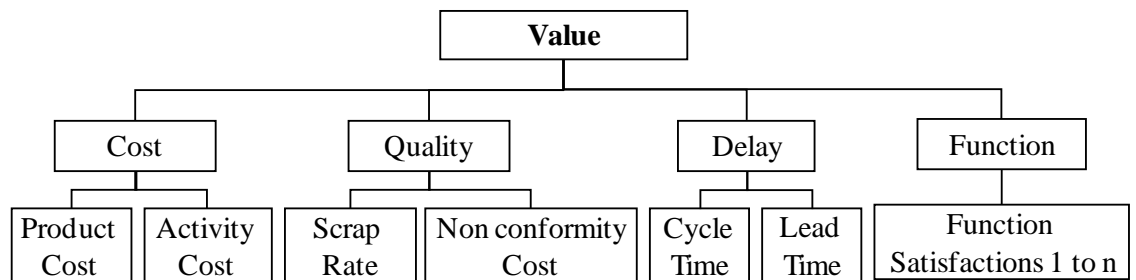 Value
Cost
Quality
Delay
Function
Product
Cost
Activity
Cost
Scrap
Rate
Non conformity
Cost
Cycle
Time
Lead
Time
Function
Satisfactions 1 to n